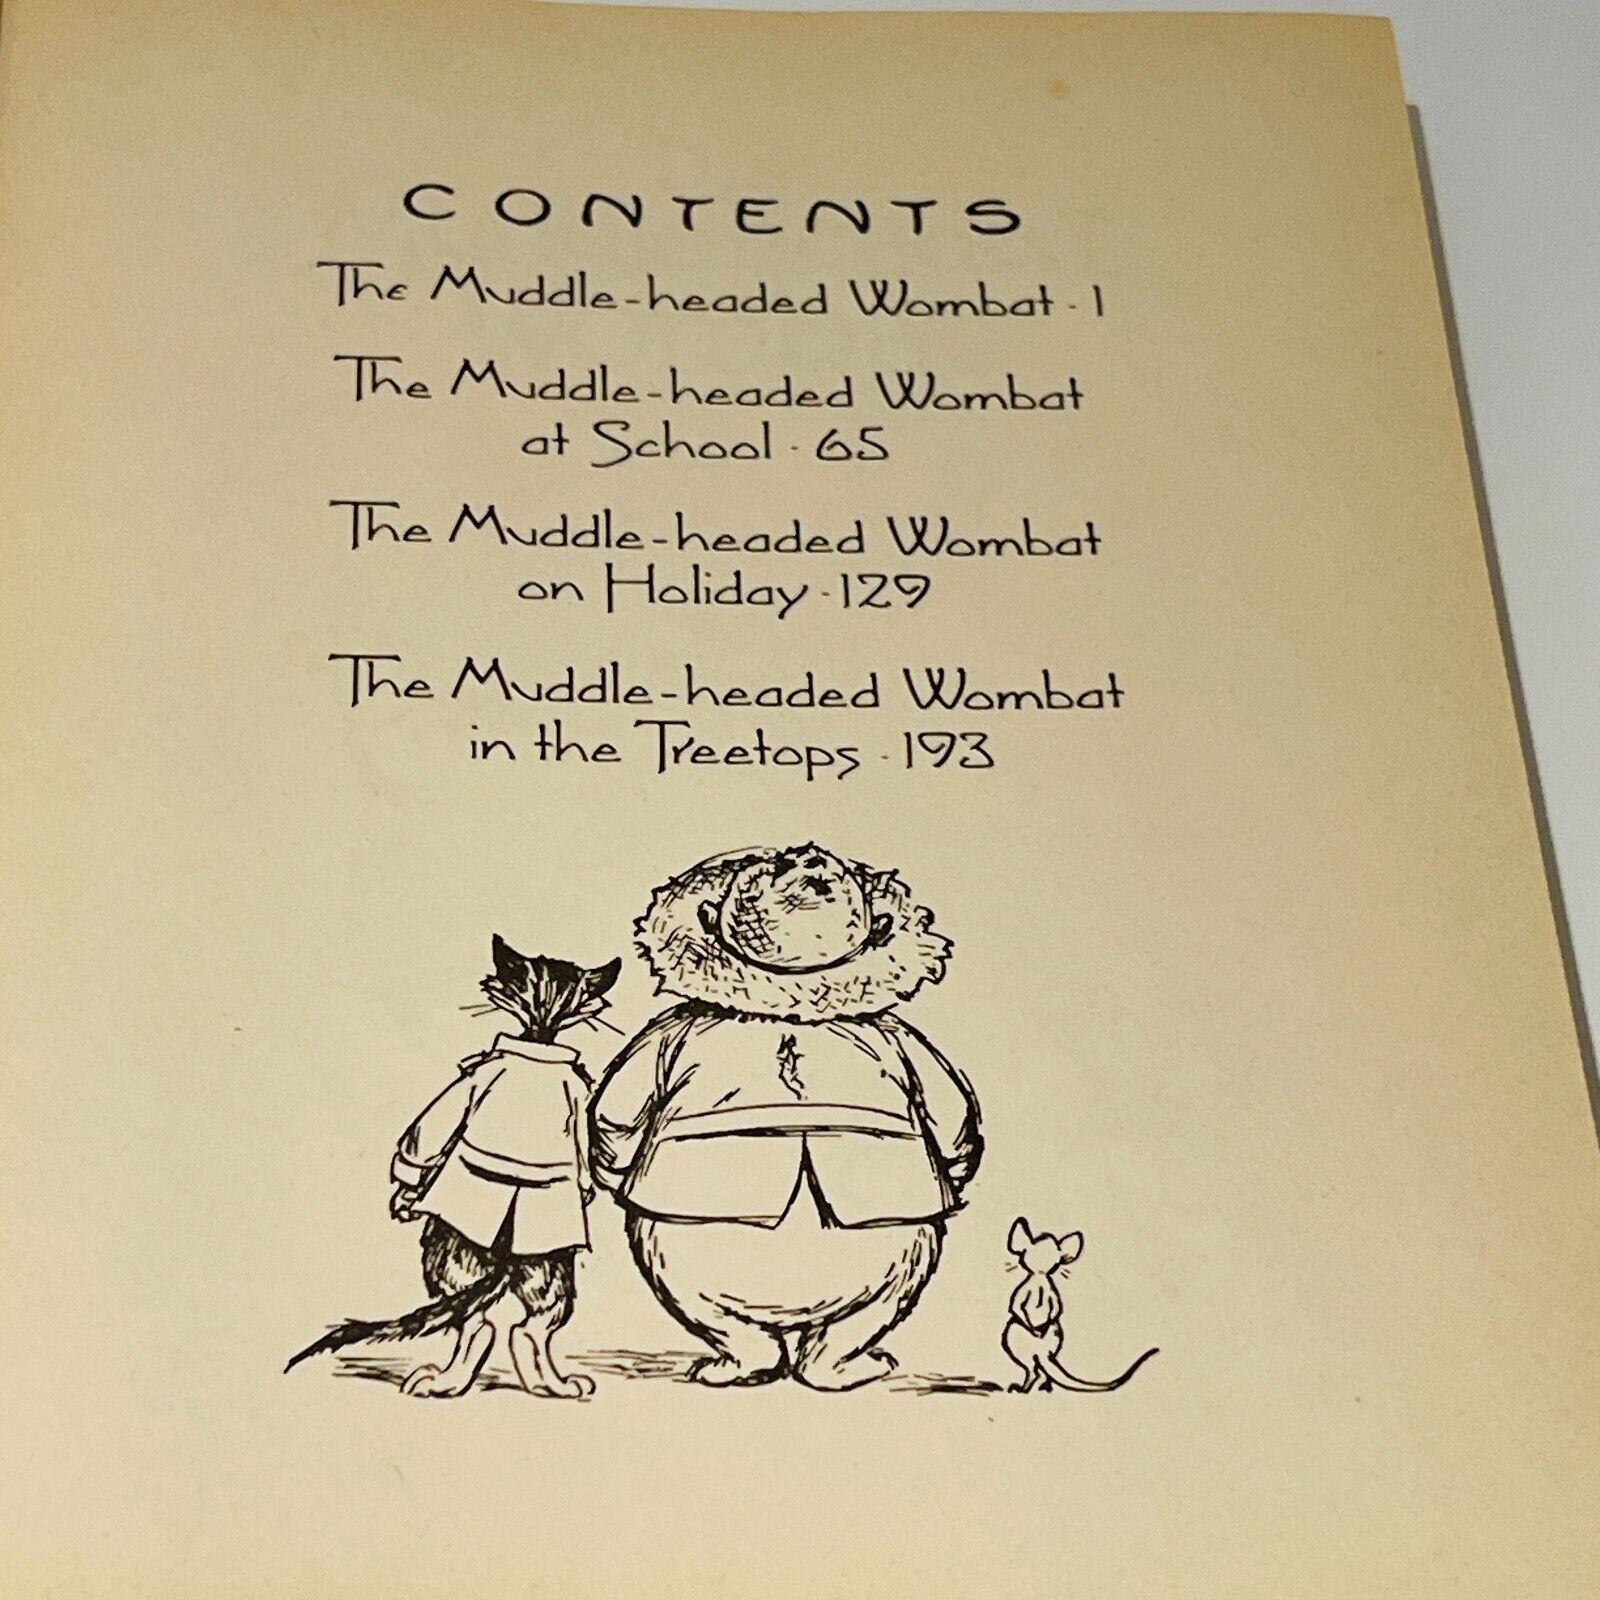 CONTENTS
The Muddle-headed Wombat · 1
The Muddle-headed Wombat
at School · 65
The Muddle-headed Wombat
on Holiday · 129
The Muddle-headed Wombat
in the Treetops · 193